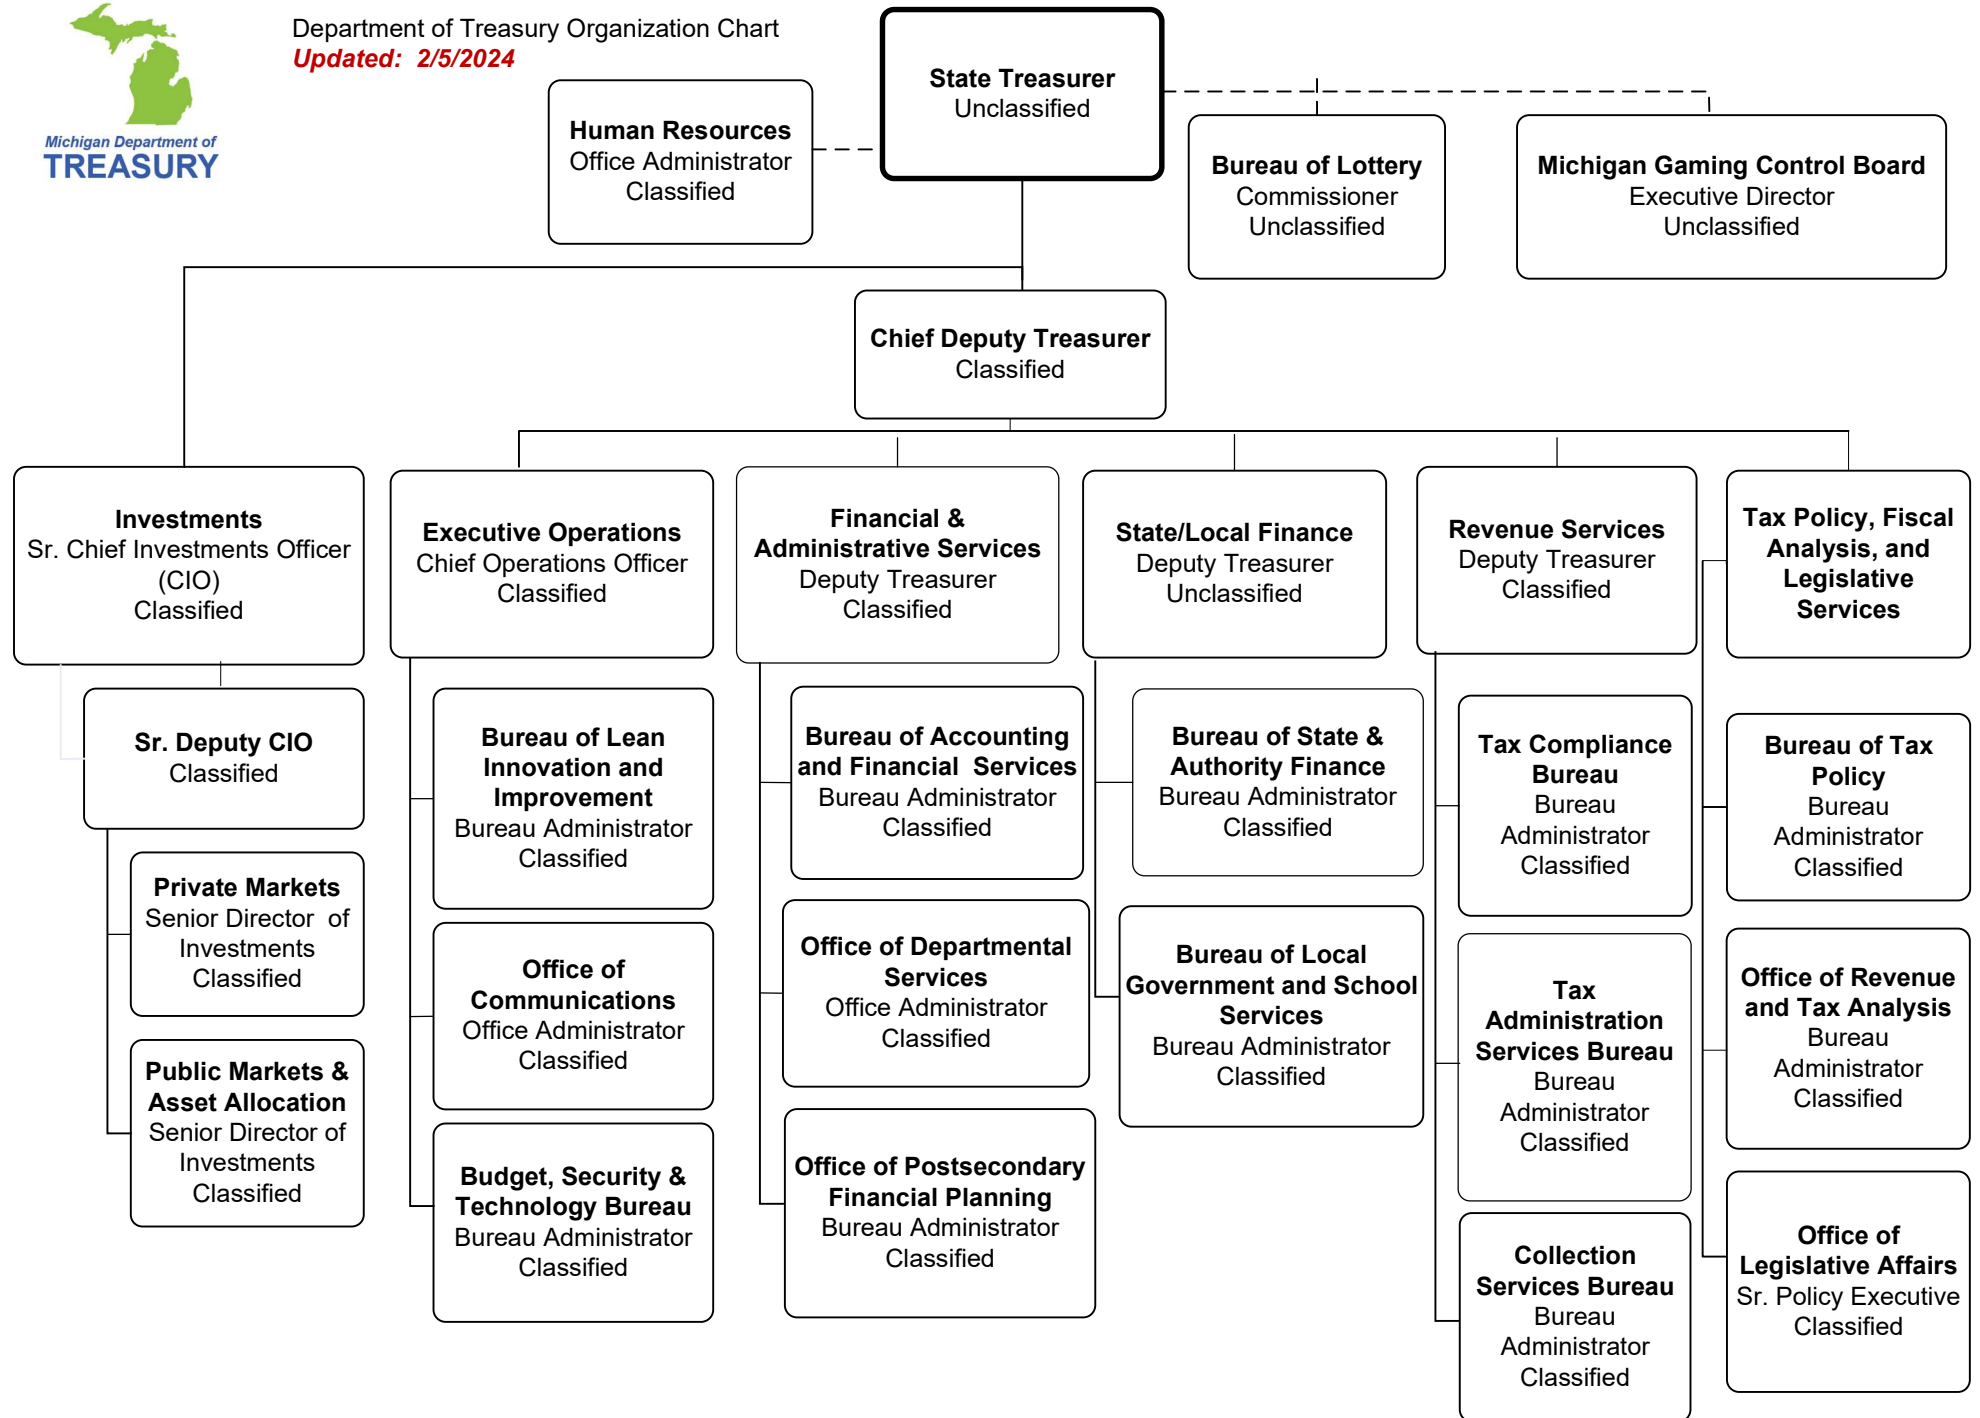 Department of Treasury Organization Chart
Updated: 2/5/2024
Michigan Department of
TREASURY
State Treasurer
Unclassified
Human Resources
Office Administrator
Classified
Bureau of Lottery
Commissioner
Unclassified
Michigan Gaming Control Board
Executive Director
Unclassified
Chief Deputy Treasurer
Classified
Investments
Sr. Chief Investments Officer
(CIO)
Classified
Sr. Deputy CIO
Classified
Private Markets
Senior Director of
Investments
Classified
Public Markets &
Asset Allocation
Senior Director of
Investments
Classified
Executive Operations
Chief Operations Officer
Classified
Bureau of Lean
Innovation and
Improvement
Bureau Administrator
Classified
Office of
Communications
Office Administrator
Classified
Budget, Security &
Technology Bureau
Bureau Administrator
Classified
Financial &
Administrative Services
Deputy Treasurer
Classified
Bureau of Accounting
and Financial Services
Bureau Administrator
Classified
Office of Departmental
Services
Office Administrator
Classified
Office of Postsecondary
Financial Planning
Bureau Administrator
Classified
State/Local Finance
Deputy Treasurer
Unclassified
Bureau of State &
Authority Finance
Bureau Administrator
Classified
Bureau of Local
Government and School
Services
Bureau Administrator
Classified
Revenue Services
Deputy Treasurer
Classified
Tax Compliance
Bureau
Bureau
Administrator
Classified
Tax
Administration
Services Bureau
Bureau
Administrator
Classified
Collection
Services Bureau
Bureau
Administrator
Classified
Tax Policy, Fiscal
Analysis, and
Legislative
Services
Bureau of Tax
Policy
Bureau
Administrator
Classified
Office of Revenue
and Tax Analysis
Bureau
Administrator
Classified
Office of
Legislative Affairs
Sr. Policy Executive
Classified